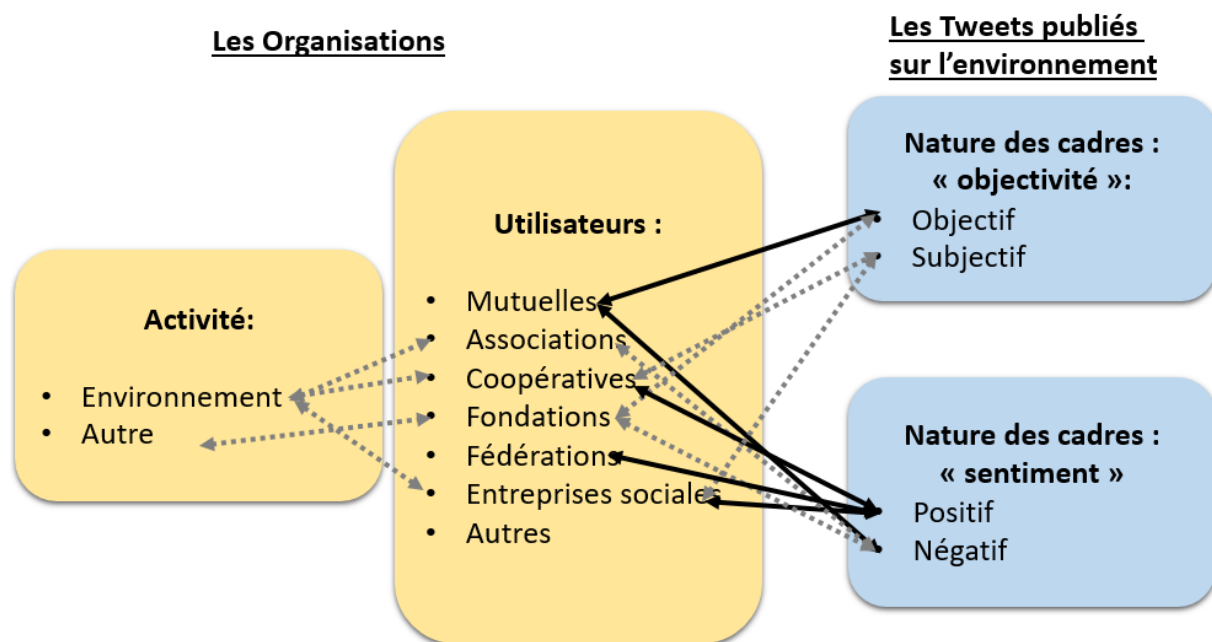 Les Organisations
Les Tweets publiés
sur l’environnement
Activité:
• Environnement
• Autre
Utilisateurs :
• Mutuelles
• Associations
• Coopératives
• Fondations
• Fédérations
• Entreprises sociales
• Autres
Nature des cadres :
« objectivité »:
• Objectif
• Subjectif
Nature des cadres :
« sentiment »
• Positif
• Négatif